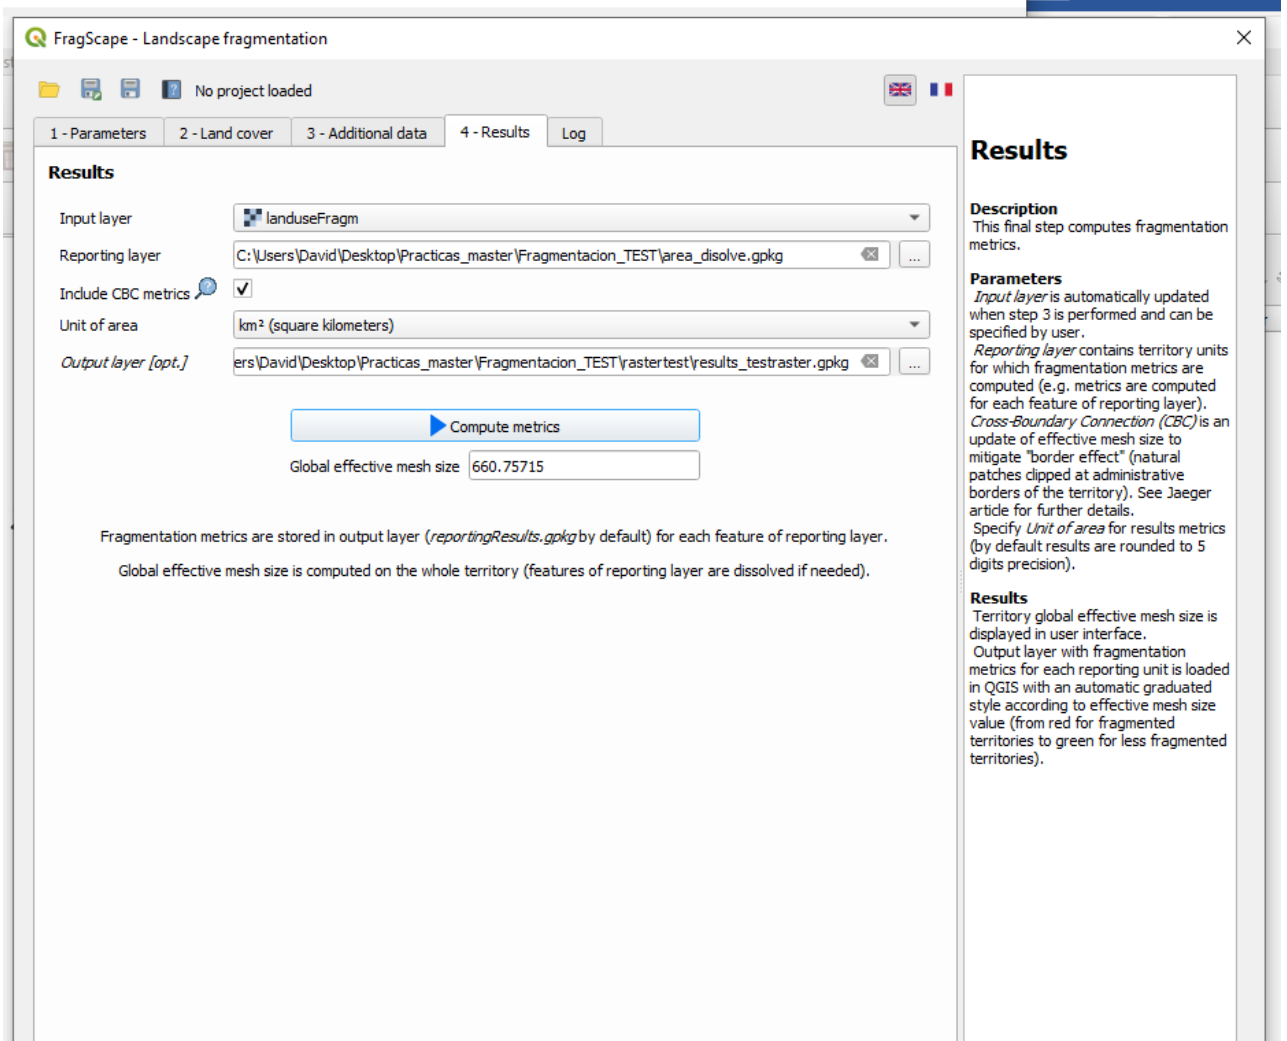 FragScape - Landscape fragmentation
No project loaded
1 - Parameters
2 - Land cover
3 - Additional data
4 - Results
Log
Results
Input layer
landuseFragm
Reporting layer
C:\Users\David\Desktop\Practicas_master\Fragmentacion_TEST\area_disolve.gpkg
...
Include CBC metrics
Unit of area
km² (square kilometers)
Output layer [opt.]
ers\David\Desktop\Practicas_master\Fragmentacion_TEST\rastertest\results_testraster.gpkg
...
Compute metrics
Global effective mesh size
660.75715
Fragmentation metrics are stored in output layer (reportingResults.gpkg by default) for each feature of reporting layer.
Global effective mesh size is computed on the whole territory (features of reporting layer are dissolved if needed).
Results
Description
This final step computes fragmentation
metrics.
Parameters
Input layer is automatically updated
when step 3 is performed and can be
specified by user.
Reporting layer contains territory units
for which fragmentation metrics are
computed (e.g. metrics are computed
for each feature of reporting layer).
Cross-Boundary Connection (CBC) is an
update of effective mesh size to
mitigate "border effect" (natural
patches clipped at administrative
borders of the territory). See Jaeger
article for further details.
Specify Unit of area for results metrics
(by default results are rounded to 5
digits precision).
Results
Territory global effective mesh size is
displayed in user interface.
Output layer with fragmentation
metrics for each reporting unit is loaded
in QGIS with an automatic graduated
style according to effective mesh size
value (from red for fragmented
territories to green for less fragmented
territories).